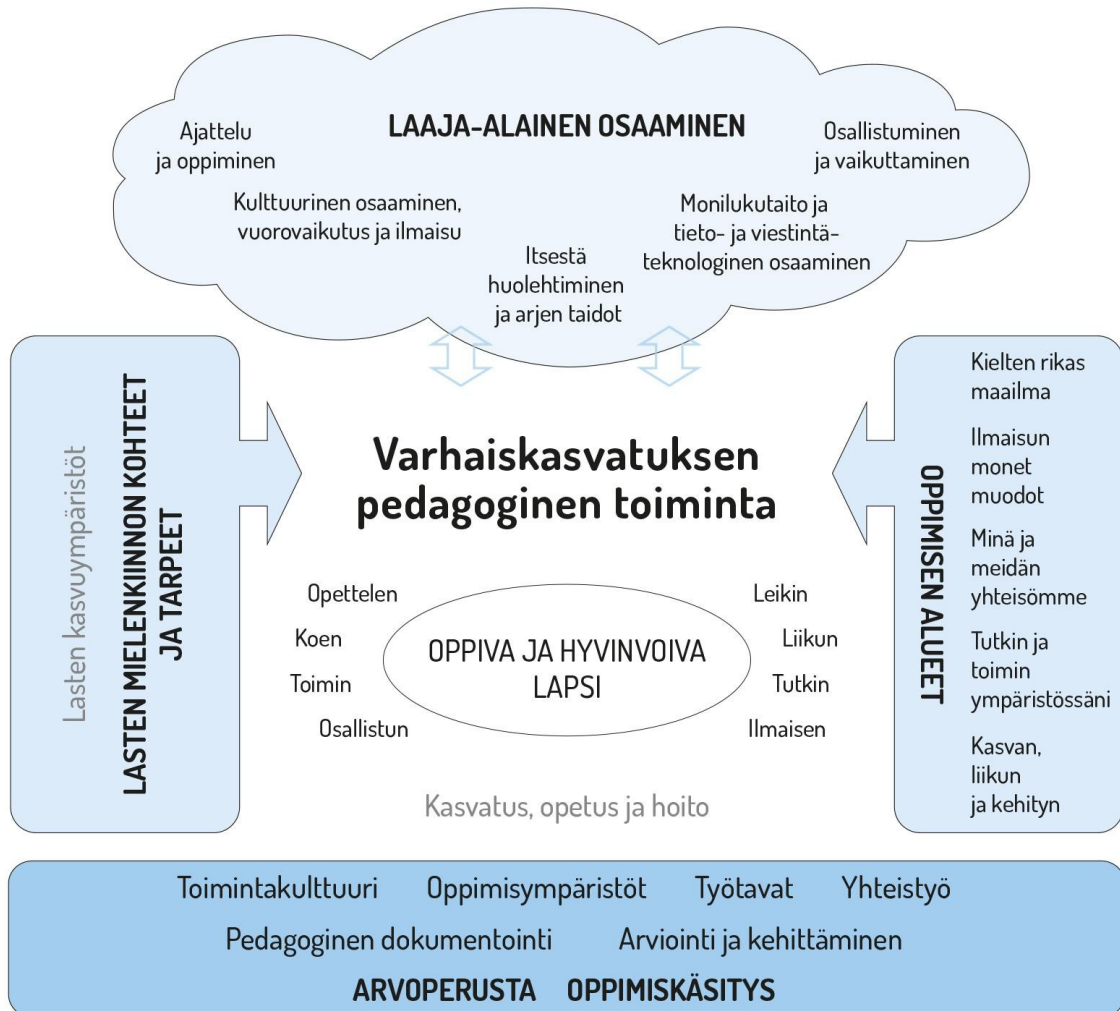 LAAJA-ALAINEN OSAAMINEN
Ajattelu
ja oppiminen
Kulttuurinen osaaminen,
vuorovaikutus ja ilmaisu
Itsestä
huolehtiminen
ja arjen taidot
Monilukutaito ja
tieto- ja viestintä-
teknologinen osaaminen
Osallistuminen
ja vaikuttaminen
Lasten kasvuympäristöt
LASTEN MIELENKIINNON KOHTEET
JA TARPEET
Varhaiskasvatuksen
pedagoginen toiminta
Opettelen
Koen
Toimin
Osallistun
OPPIVA JA HYVINVOIVA
LAPSI
Leikin
Liikun
Tutkin
Ilmaisen
Kasvatus, opetus ja hoito
OPPIMISEN ALUEET
Kielten rikas
maailma
Ilmaisun
monet
muodot
Minä ja
meidän
yhteisömme
Tutkin ja
toimin
ympäristössäni
Kasvan,
liikun
ja kehityn
Toimintakulttuuri Oppimisympäristöt Työtavat Yhteistyö
Pedagoginen dokumentointi Arviointi ja kehittäminen
ARVOPERUSTA OPPIMISKÄSITYS